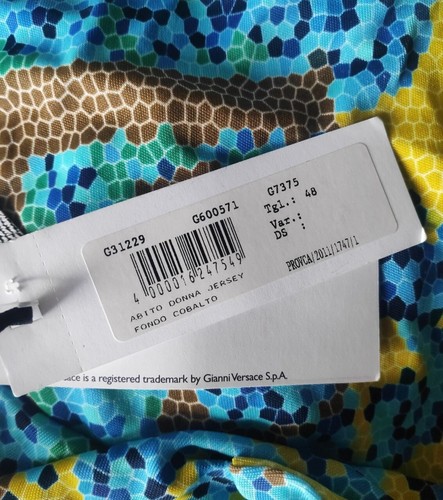 G31229 G600571 G7375
Tgl.: 48
Var.:
DS :
4 000016 247549
ABITO DONNA JERSEY
FONDO COBALTO
PROVCA/2011/1747/1
is a registered trademark by Gianni Versace S.p.A.